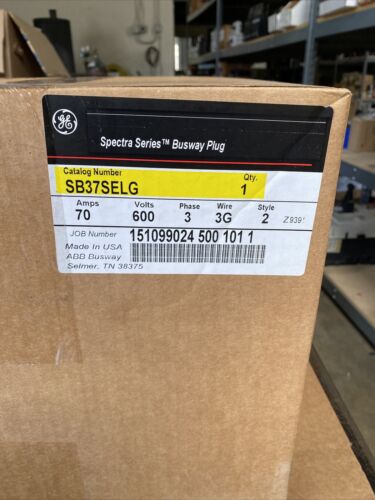 GE
Spectra Series™ Busway Plug
Catalog Number Qty.
SB37SELG 1
Amps Volts Phase Wire Style
70 600 3 3G 2
JOB Number 151099024 500 101 1
Made in USA
ABB Busway
Selmer, TN 38375